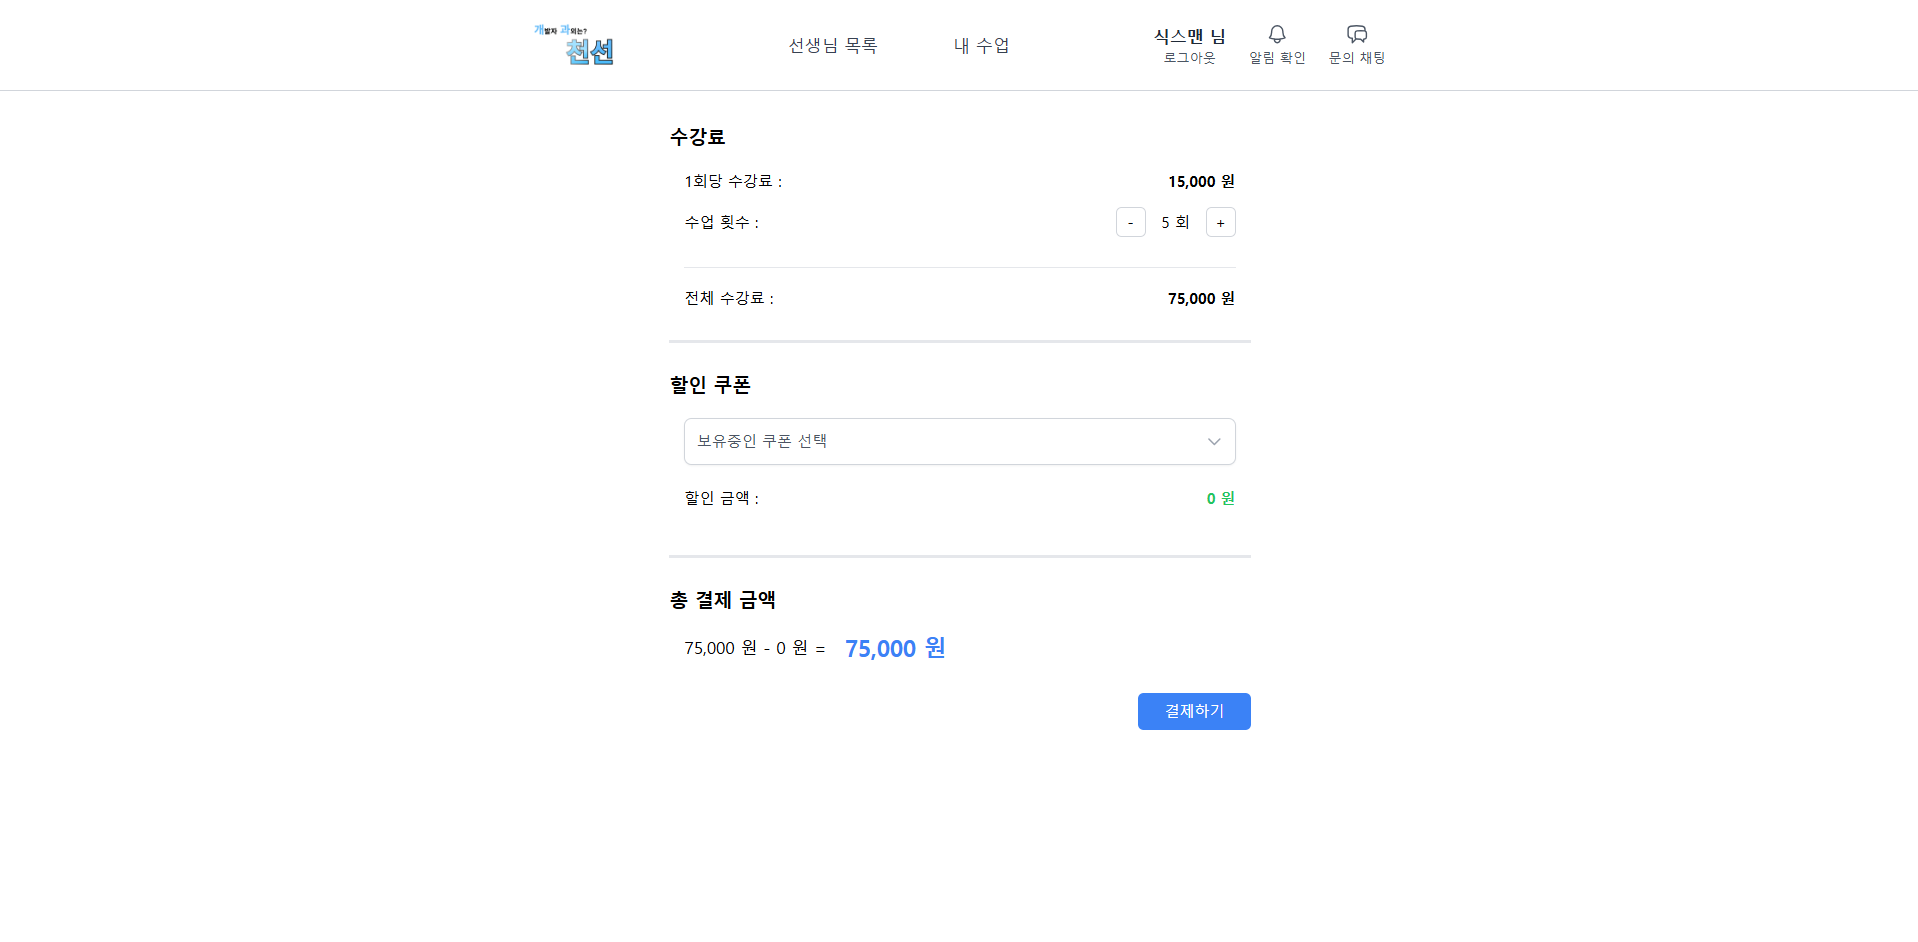 개발자 과외는?
천선
선생님 목록
내 수업
식스맨 님
로그아웃
알림 확인
문의 채팅
수강료
1회당 수강료 : 15,000 원
수업 횟수 : - 5 회 +
전체 수강료 : 75,000 원
할인 쿠폰
보유중인 쿠폰 선택
할인 금액 : 0 원
총 결제 금액
75,000 원 - 0 원 = 75,000 원
결제하기